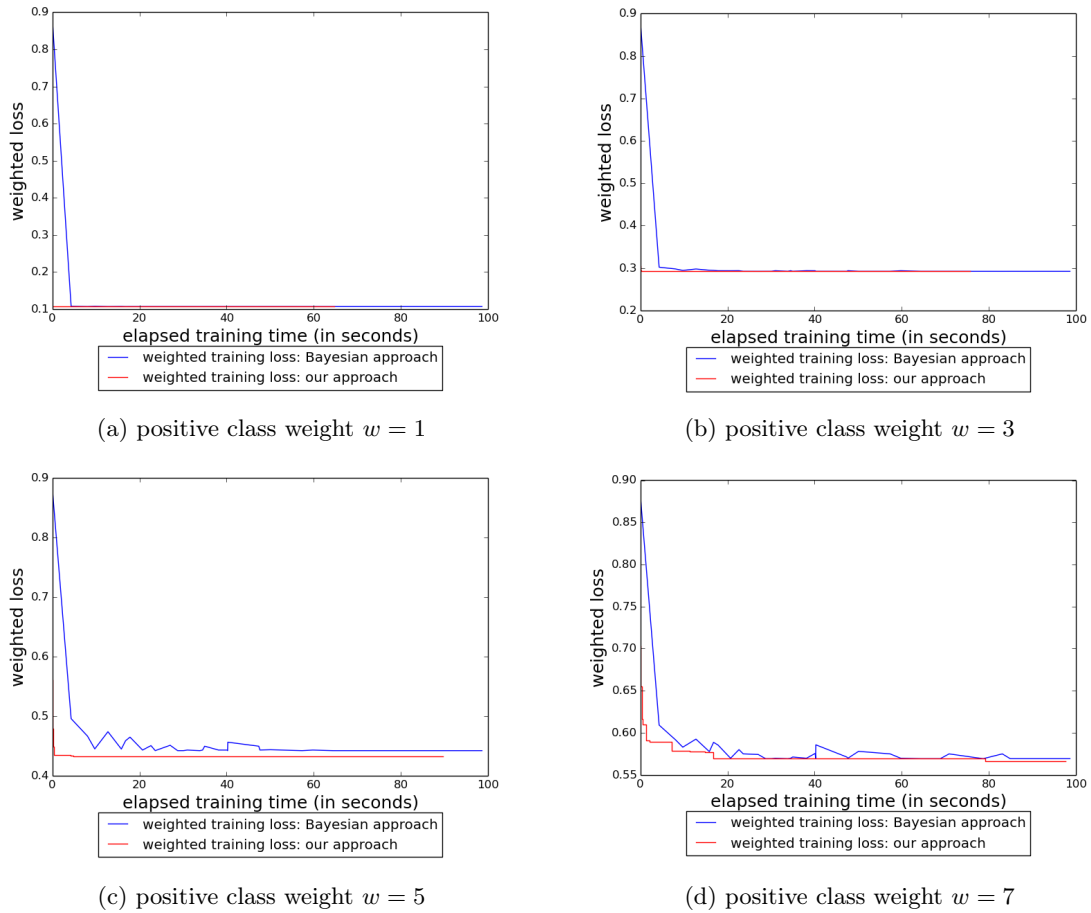 0.9
0.8
0.7
0.6
0.5
0.4
0.3
0.2
0.1
0 20 40 60 80 100
weighted loss
elapsed training time (in seconds)
weighted training loss: Bayesian approach
weighted training loss: our approach
(a) positive class weight w = 1
0.9
0.8
0.7
0.6
0.5
0.4
0.3
0.2
0 20 40 60 80 100
weighted loss
elapsed training time (in seconds)
weighted training loss: Bayesian approach
weighted training loss: our approach
(b) positive class weight w = 3
0.9
0.8
0.7
0.6
0.5
0.4
0 20 40 60 80 100
weighted loss
elapsed training time (in seconds)
weighted training loss: Bayesian approach
weighted training loss: our approach
(c) positive class weight w = 5
0.90
0.85
0.80
0.75
0.70
0.65
0.60
0.55
0 20 40 60 80 100
weighted loss
elapsed training time (in seconds)
weighted training loss: Bayesian approach
weighted training loss: our approach
(d) positive class weight w = 7